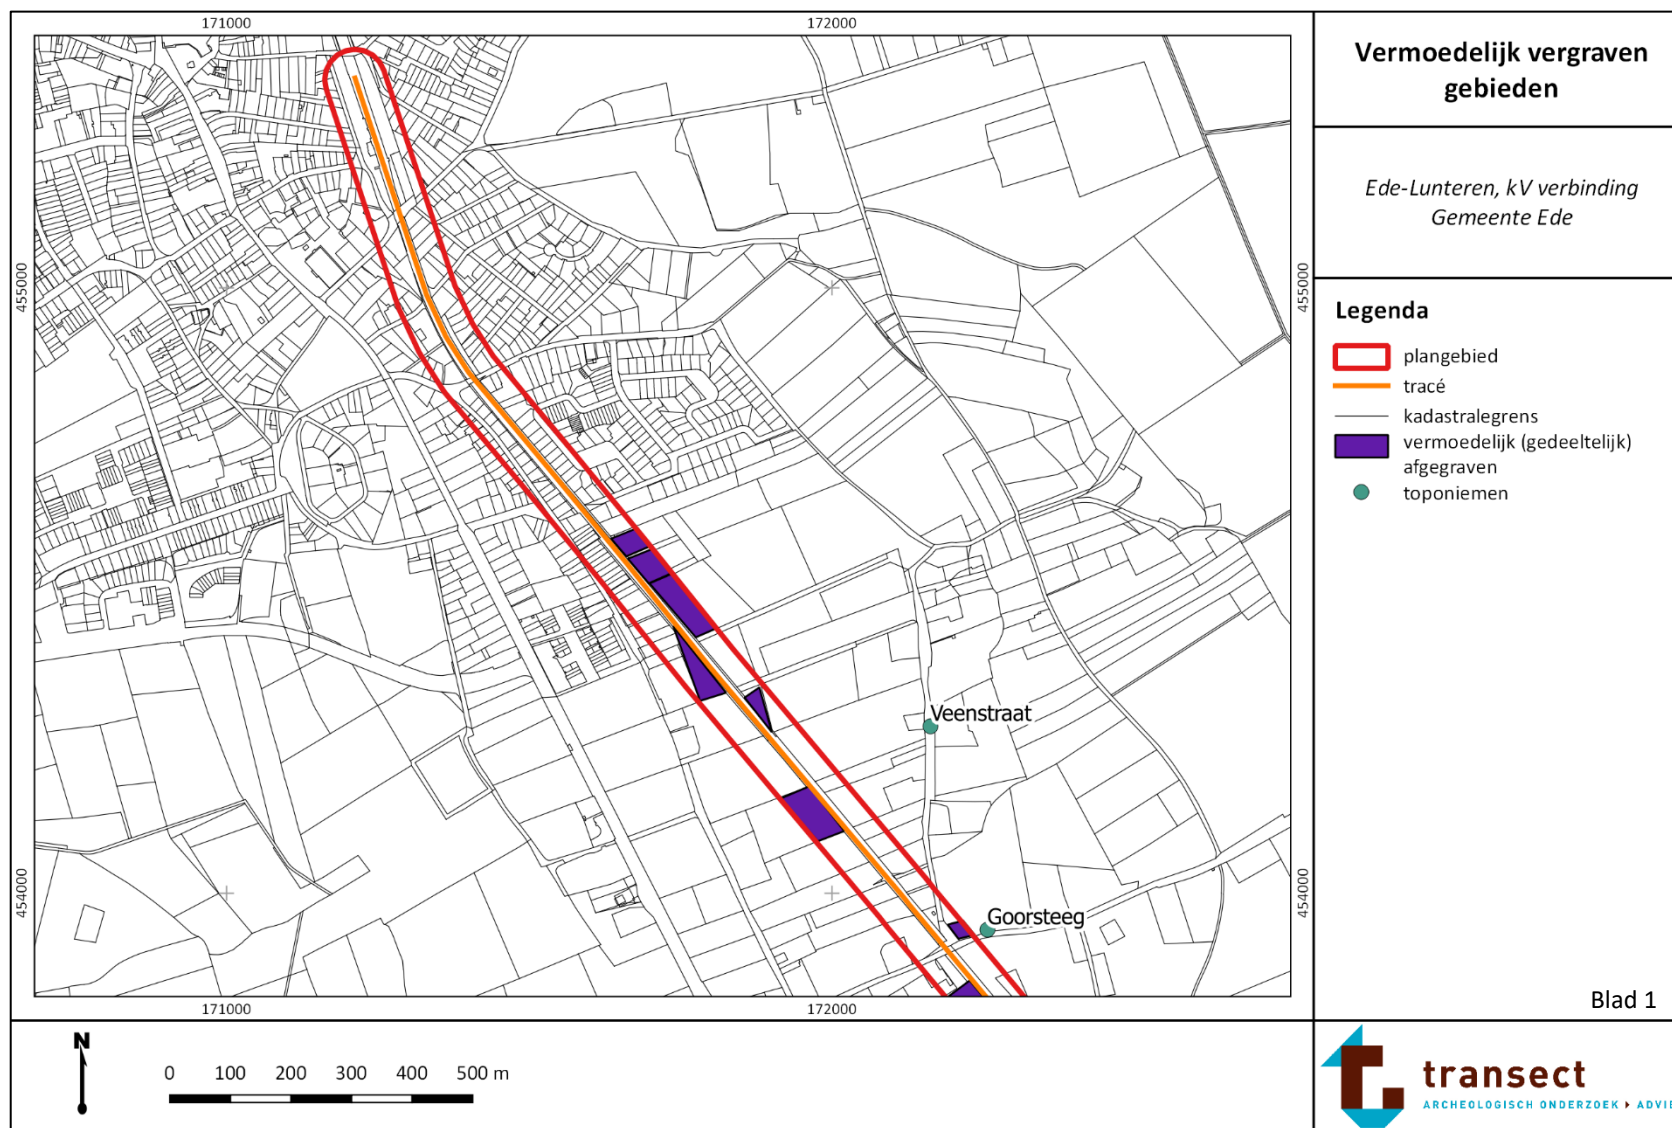 171000
172000
Vermoedelijk vergraven
gebieden
Ede-Lunteren, kV verbinding
Gemeente Ede
455000
455000
Legenda
plangebied
tracé
kadastralegrens
vermoedelijk (gedeeltelijk)
afgegraven
toponiemen
Veenstraat
454000
454000
Goorsteeg
171000
172000
Blad 1
N
0 100 200 300 400 500 m
transect
ARCHEOLOGISCH ONDERZOEK ADVIE